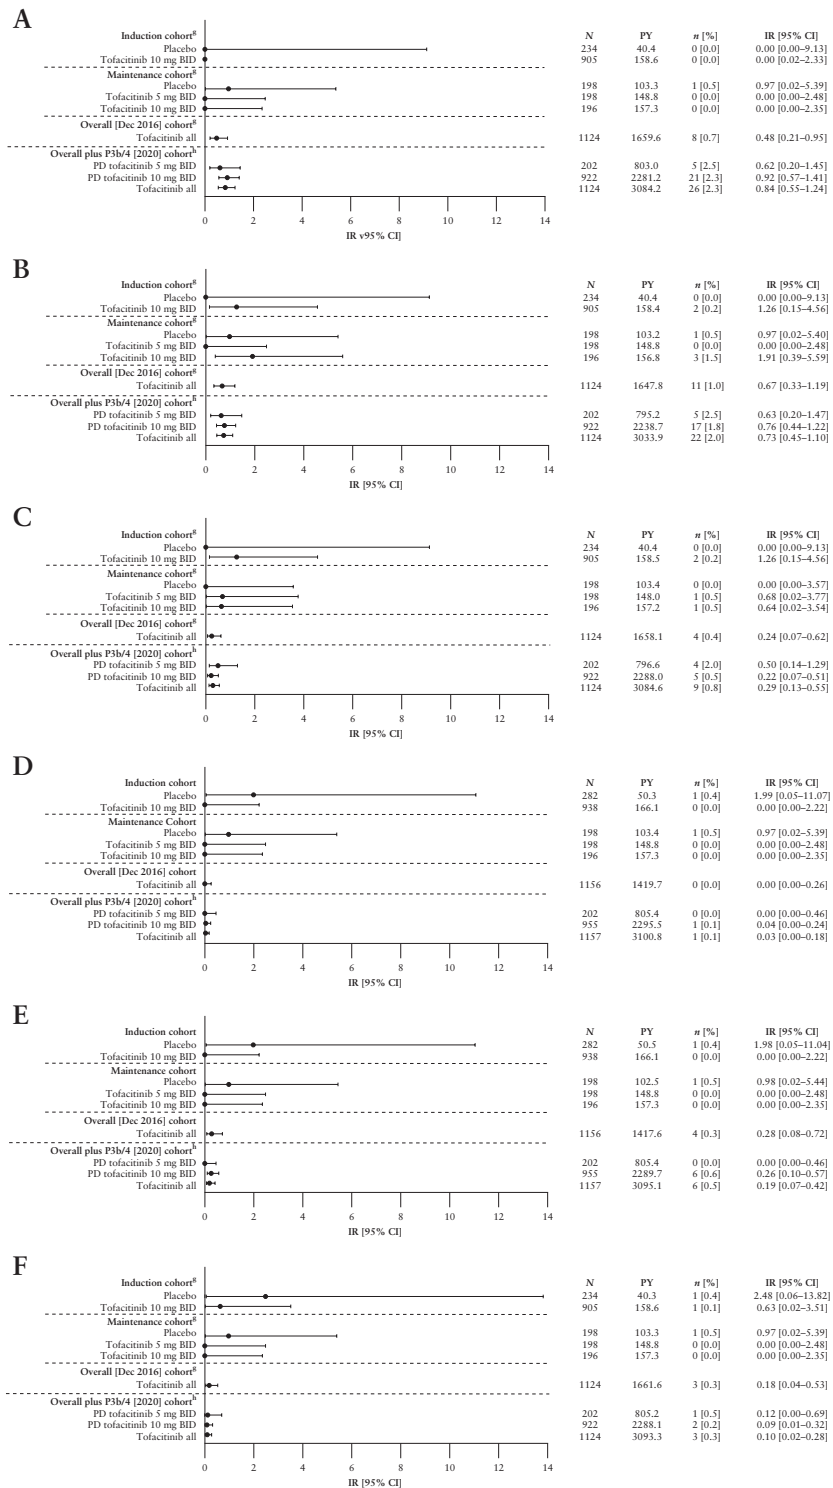 A
Induction cohortᵍ N PY n [%] IR [95% CI]
Placebo 234 40.4 0 [0.0] 0.00 [0.00–9.13]
Tofacitinib 10 mg BID 905 158.6 0 [0.0] 0.00 [0.02–2.33]
Maintenance cohortᵍ
Placebo 198 103.3 1 [0.5] 0.97 [0.02–5.39]
Tofacitinib 5 mg BID 198 148.8 0 [0.0] 0.00 [0.00–2.48]
Tofacitinib 10 mg BID 196 157.3 0 [0.0] 0.00 [0.00–2.35]
Overall [Dec 2016] cohortᵍ
Tofacitinib all 1124 1659.6 8 [0.7] 0.48 [0.21–0.95]
Overall plus P3b/4 [2020] cohortʰ
PD tofacitinib 5 mg BID 202 803.0 5 [2.5] 0.62 [0.20–1.45]
PD tofacitinib 10 mg BID 922 2281.2 21 [2.3] 0.92 [0.57–1.41]
Tofacitinib all 1124 3084.2 26 [2.3] 0.84 [0.55–1.24]
0 2 4 6 8 10 12 14
IR v95% CI]
B
Induction cohortᵍ N PY n [%] IR [95% CI]
Placebo 234 40.4 0 [0.0] 0.00 [0.00–9.13]
Tofacitinib 10 mg BID 905 158.4 2 [0.2] 1.26 [0.15–4.56]
Maintenance cohortᵍ
Placebo 198 103.2 1 [0.5] 0.97 [0.02–5.40]
Tofacitinib 5 mg BID 198 148.8 0 [0.0] 0.00 [0.00–2.48]
Tofacitinib 10 mg BID 196 156.8 3 [1.5] 1.91 [0.39–5.59]
Overall [Dec 2016] cohortᵍ
Tofacitinib all 1124 1647.8 11 [1.0] 0.67 [0.33–1.19]
Overall plus P3b/4 [2020] cohortʰ
PD tofacitinib 5 mg BID 202 795.2 5 [2.5] 0.63 [0.20–1.47]
PD tofacitinib 10 mg BID 922 2238.7 17 [1.8] 0.76 [0.44–1.22]
Tofacitinib all 1124 3033.9 22 [2.0] 0.73 [0.45–1.10]
0 2 4 6 8 10 12 14
IR [95% CI]
C
Induction cohortᵍ N PY n [%] IR [95% CI]
Placebo 234 40.4 0 [0.0] 0.00 [0.00–9.13]
Tofacitinib 10 mg BID 905 158.5 2 [0.2] 1.26 [0.15–4.56]
Maintenance cohortᵍ
Placebo 198 103.4 0 [0.0] 0.00 [0.00–3.57]
Tofacitinib 5 mg BID 198 148.0 1 [0.5] 0.68 [0.02–3.77]
Tofacitinib 10 mg BID 196 157.2 1 [0.5] 0.64 [0.02–3.54]
Overall [Dec 2016] cohortᵍ
Tofacitinib all 1124 1658.1 4 [0.4] 0.24 [0.07–0.62]
Overall plus P3b/4 [2020] cohortʰ
PD tofacitinib 5 mg BID 202 796.6 4 [2.0] 0.50 [0.14–1.29]
PD tofacitinib 10 mg BID 922 2288.0 5 [0.5] 0.22 [0.07–0.51]
Tofacitinib all 1124 3084.6 9 [0.8] 0.29 [0.13–0.55]
0 2 4 6 8 10 12 14
IR [95% CI]
D
Induction cohort N PY n [%] IR [95% CI]
Placebo 282 50.3 1 [0.4] 1.99 [0.05–11.07]
Tofacitinib 10 mg BID 938 166.1 0 [0.0] 0.00 [0.00–2.22]
Maintenance Cohort
Placebo 198 103.4 1 [0.5] 0.97 [0.02–5.39]
Tofacitinib 5 mg BID 198 148.8 0 [0.0] 0.00 [0.00–2.48]
Tofacitinib 10 mg BID 196 157.3 0 [0.0] 0.00 [0.00–2.35]
Overall [Dec 2016] cohort
Tofacitinib all 1156 1419.7 0 [0.0] 0.00 [0.00–0.26]
Overall plus P3b/4 [2020] cohortʰ
PD tofacitinib 5 mg BID 202 805.4 0 [0.0] 0.00 [0.00–0.46]
PD tofacitinib 10 mg BID 955 2295.5 1 [0.1] 0.04 [0.00–0.24]
Tofacitinib all 1157 3100.8 1 [0.1] 0.03 [0.00–0.18]
0 2 4 6 8 10 12 14
IR [95% CI]
E
Induction cohort N PY n [%] IR [95% CI]
Placebo 282 50.5 1 [0.4] 1.98 [0.05–11.04]
Tofacitinib 10 mg BID 938 166.1 0 [0.0] 0.00 [0.00–2.22]
Maintenance cohort
Placebo 198 102.5 1 [0.5] 0.98 [0.02–5.44]
Tofacitinib 5 mg BID 198 148.8 0 [0.0] 0.00 [0.00–2.48]
Tofacitinib 10 mg BID 196 157.3 0 [0.0] 0.00 [0.00–2.35]
Overall [Dec 2016] cohort
Tofacitinib all 1156 1417.6 4 [0.3] 0.28 [0.08–0.72]
Overall plus P3b/4 [2020] cohortʰ
PD tofacitinib 5 mg BID 202 805.4 0 [0.0] 0.00 [0.00–0.46]
PD tofacitinib 10 mg BID 955 2289.7 6 [0.6] 0.26 [0.10–0.57]
Tofacitinib all 1157 3095.1 6 [0.5] 0.19 [0.07–0.42]
0 2 4 6 8 10 12 14
IR [95% CI]
F
Induction cohortᵍ N PY n [%] IR [95% CI]
Placebo 234 40.3 1 [0.4] 2.48 [0.06–13.82]
Tofacitinib 10 mg BID 905 158.6 1 [0.1] 0.63 [0.02–3.51]
Maintenance cohortᵍ
Placebo 198 103.3 1 [0.5] 0.97 [0.02–5.39]
Tofacitinib 5 mg BID 198 148.8 0 [0.0] 0.00 [0.00–2.48]
Tofacitinib 10 mg BID 196 157.3 0 [0.0] 0.00 [0.00–2.35]
Overall [Dec 2016] cohortᵍ
Tofacitinib all 1124 1661.6 3 [0.3] 0.18 [0.04–0.53]
Overall plus P3b/4 [2020] cohortʰ
PD tofacitinib 5 mg BID 202 805.2 1 [0.5] 0.12 [0.00–0.69]
PD tofacitinib 10 mg BID 922 2288.1 2 [0.2] 0.09 [0.01–0.32]
Tofacitinib all 1124 3093.3 3 [0.3] 0.10 [0.02–0.28]
0 2 4 6 8 10 12 14
IR [95% CI]